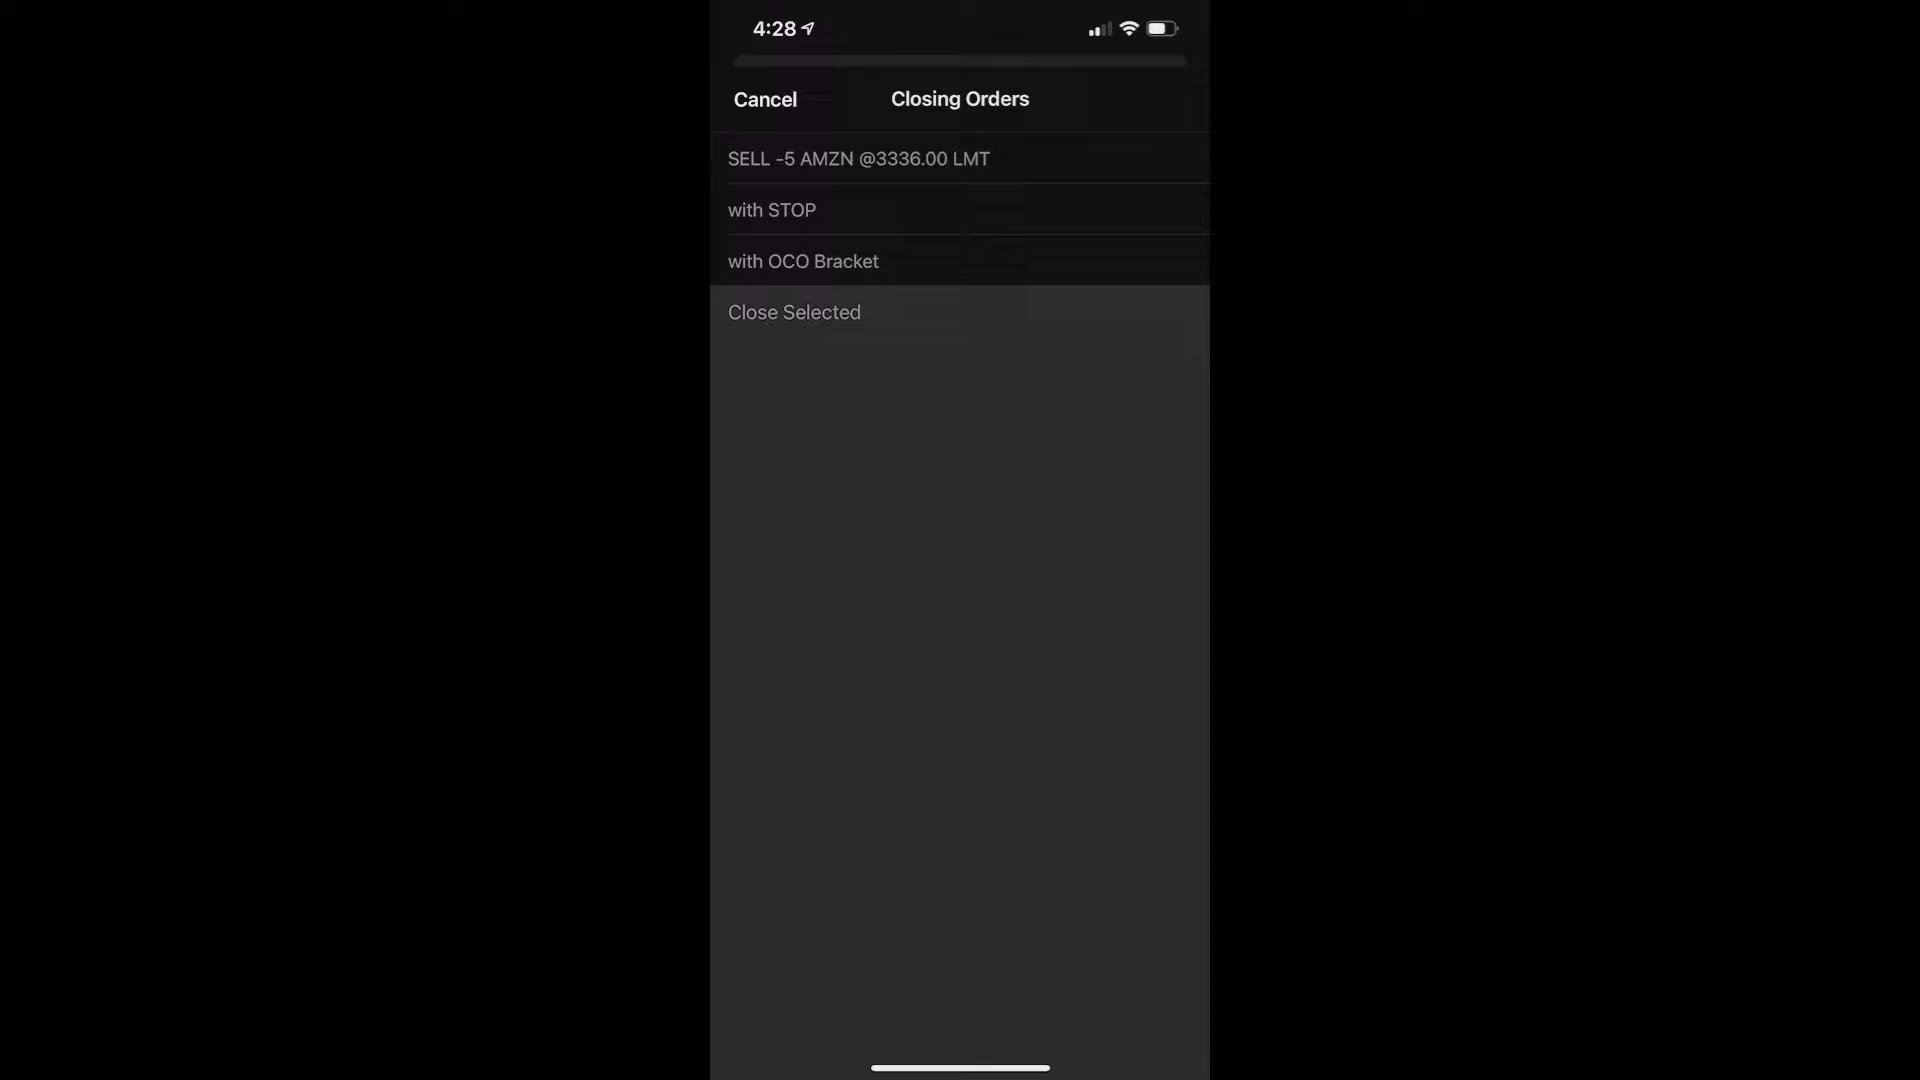 4:28
Cancel
Closing Orders
SELL -5 AMZN @3336.00 LMT
with STOP
with OCO Bracket
Close Selected